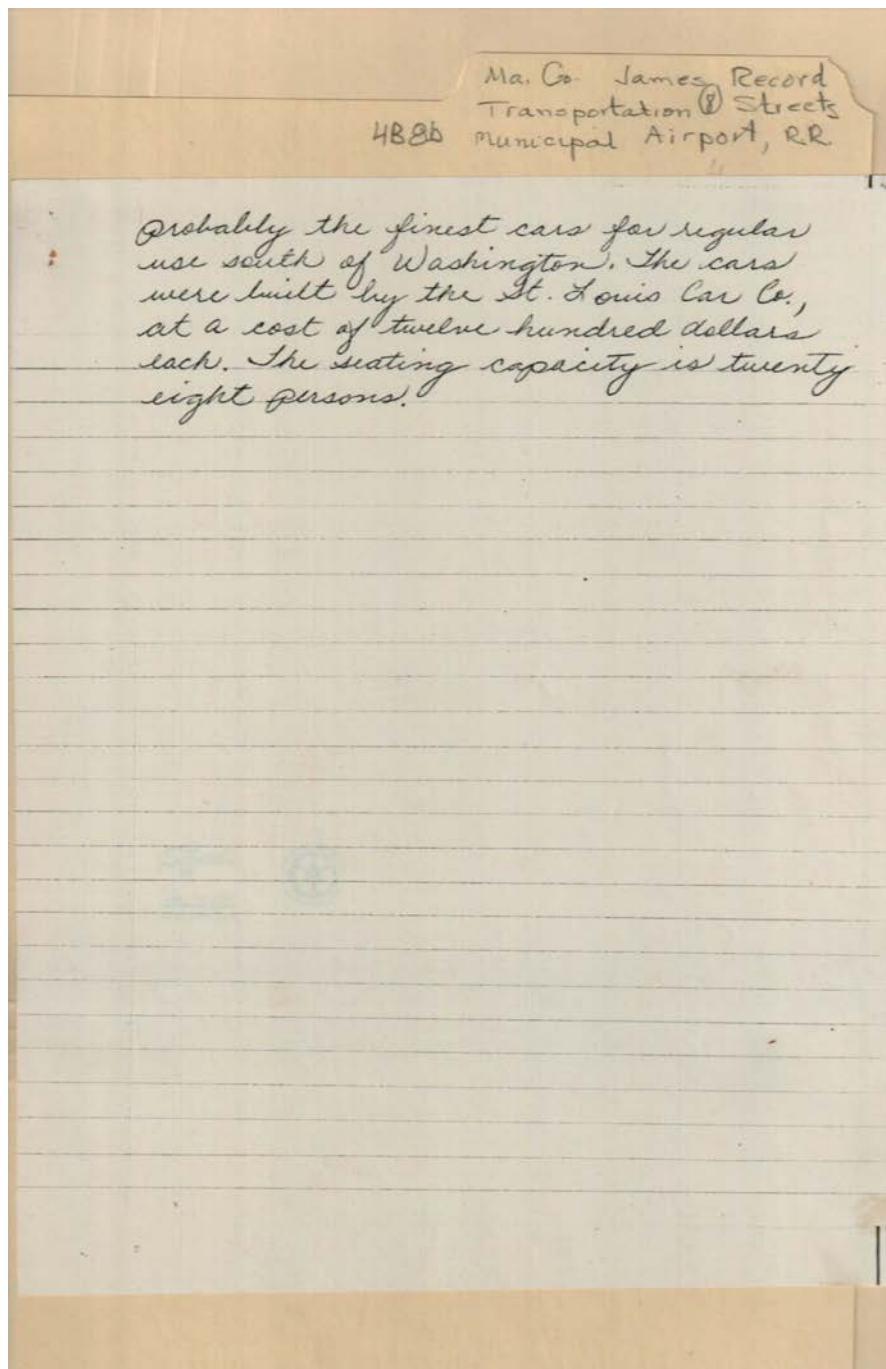 Ma. Co. James Record
Transportation & Streets
4B8b Municipal Airport, RR
probably the finest cars for regular
use south of Washington. The cars
were built by the St. Louis Car Co.,
at a cost of twelve hundred dollars
each. The seating capacity is twenty
eight persons.